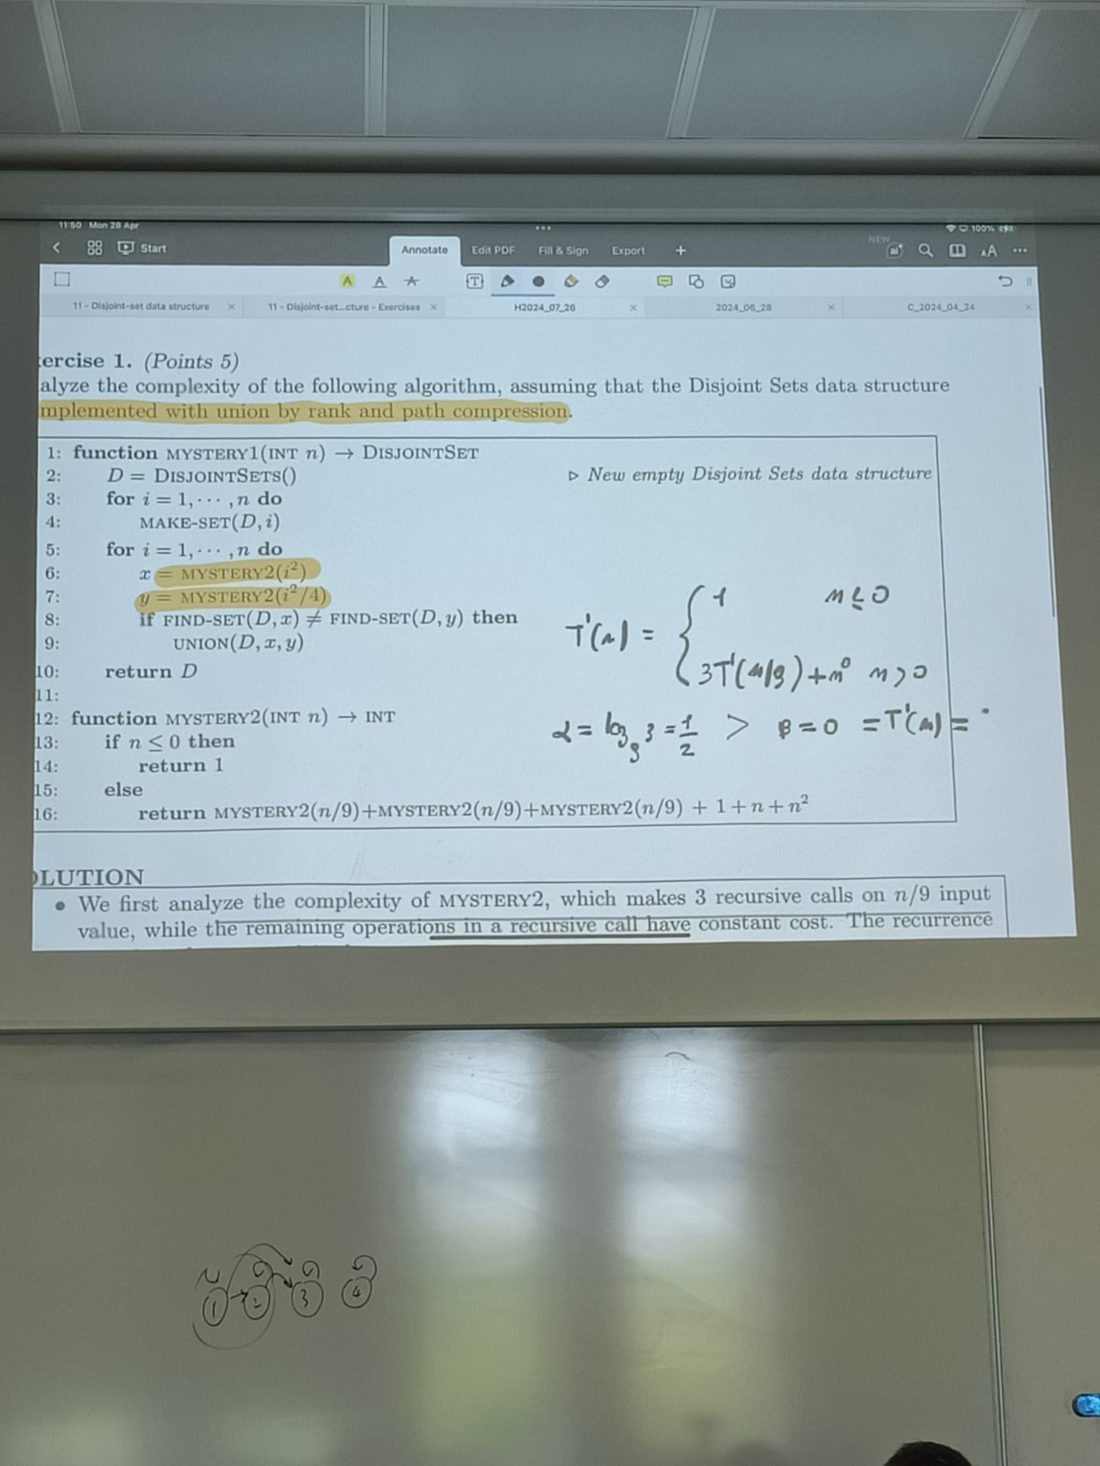 11:50 Mon 28 Apr
100%
Start
Annotate
Edit PDF
Fill & Sign
Export
+
NEW
11 - Disjoint-set data structure
11 - Disjoint-set...cture - Exercises
H2024_07_26
2024_06_28
C_2024_04_24
ercise 1. (Points 5)
alyze the complexity of the following algorithm, assuming that the Disjoint Sets data structure
mplemented with union by rank and path compression.
1: function MYSTERY1(INT n) → DISJOINTSET
2: D = DISJOINTSETS() ▷ New empty Disjoint Sets data structure
3: for i = 1, ··· , n do
4: MAKE-SET(D, i)
5: for i = 1, ··· , n do
6: x = MYSTERY2(i²)
7: y = MYSTERY2(i²/4)
8: if FIND-SET(D, x) ≠ FIND-SET(D, y) then
9: UNION(D, x, y)
10: return D
11:
12: function MYSTERY2(INT n) → INT
13: if n ≤ 0 then
14: return 1
15: else
16: return MYSTERY2(n/9)+MYSTERY2(n/9)+MYSTERY2(n/9) + 1+n+n²
T'(n) = { 1 n ≤ 0
3T'(n/9)+n⁰ n > 0
α = log₉ 3 = 1/2 > β = 0 = T'(n) =
OLUTION
• We first analyze the complexity of MYSTERY2, which makes 3 recursive calls on n/9 input
value, while the remaining operations in a recursive call have constant cost. The recurrence
1 2 3 4